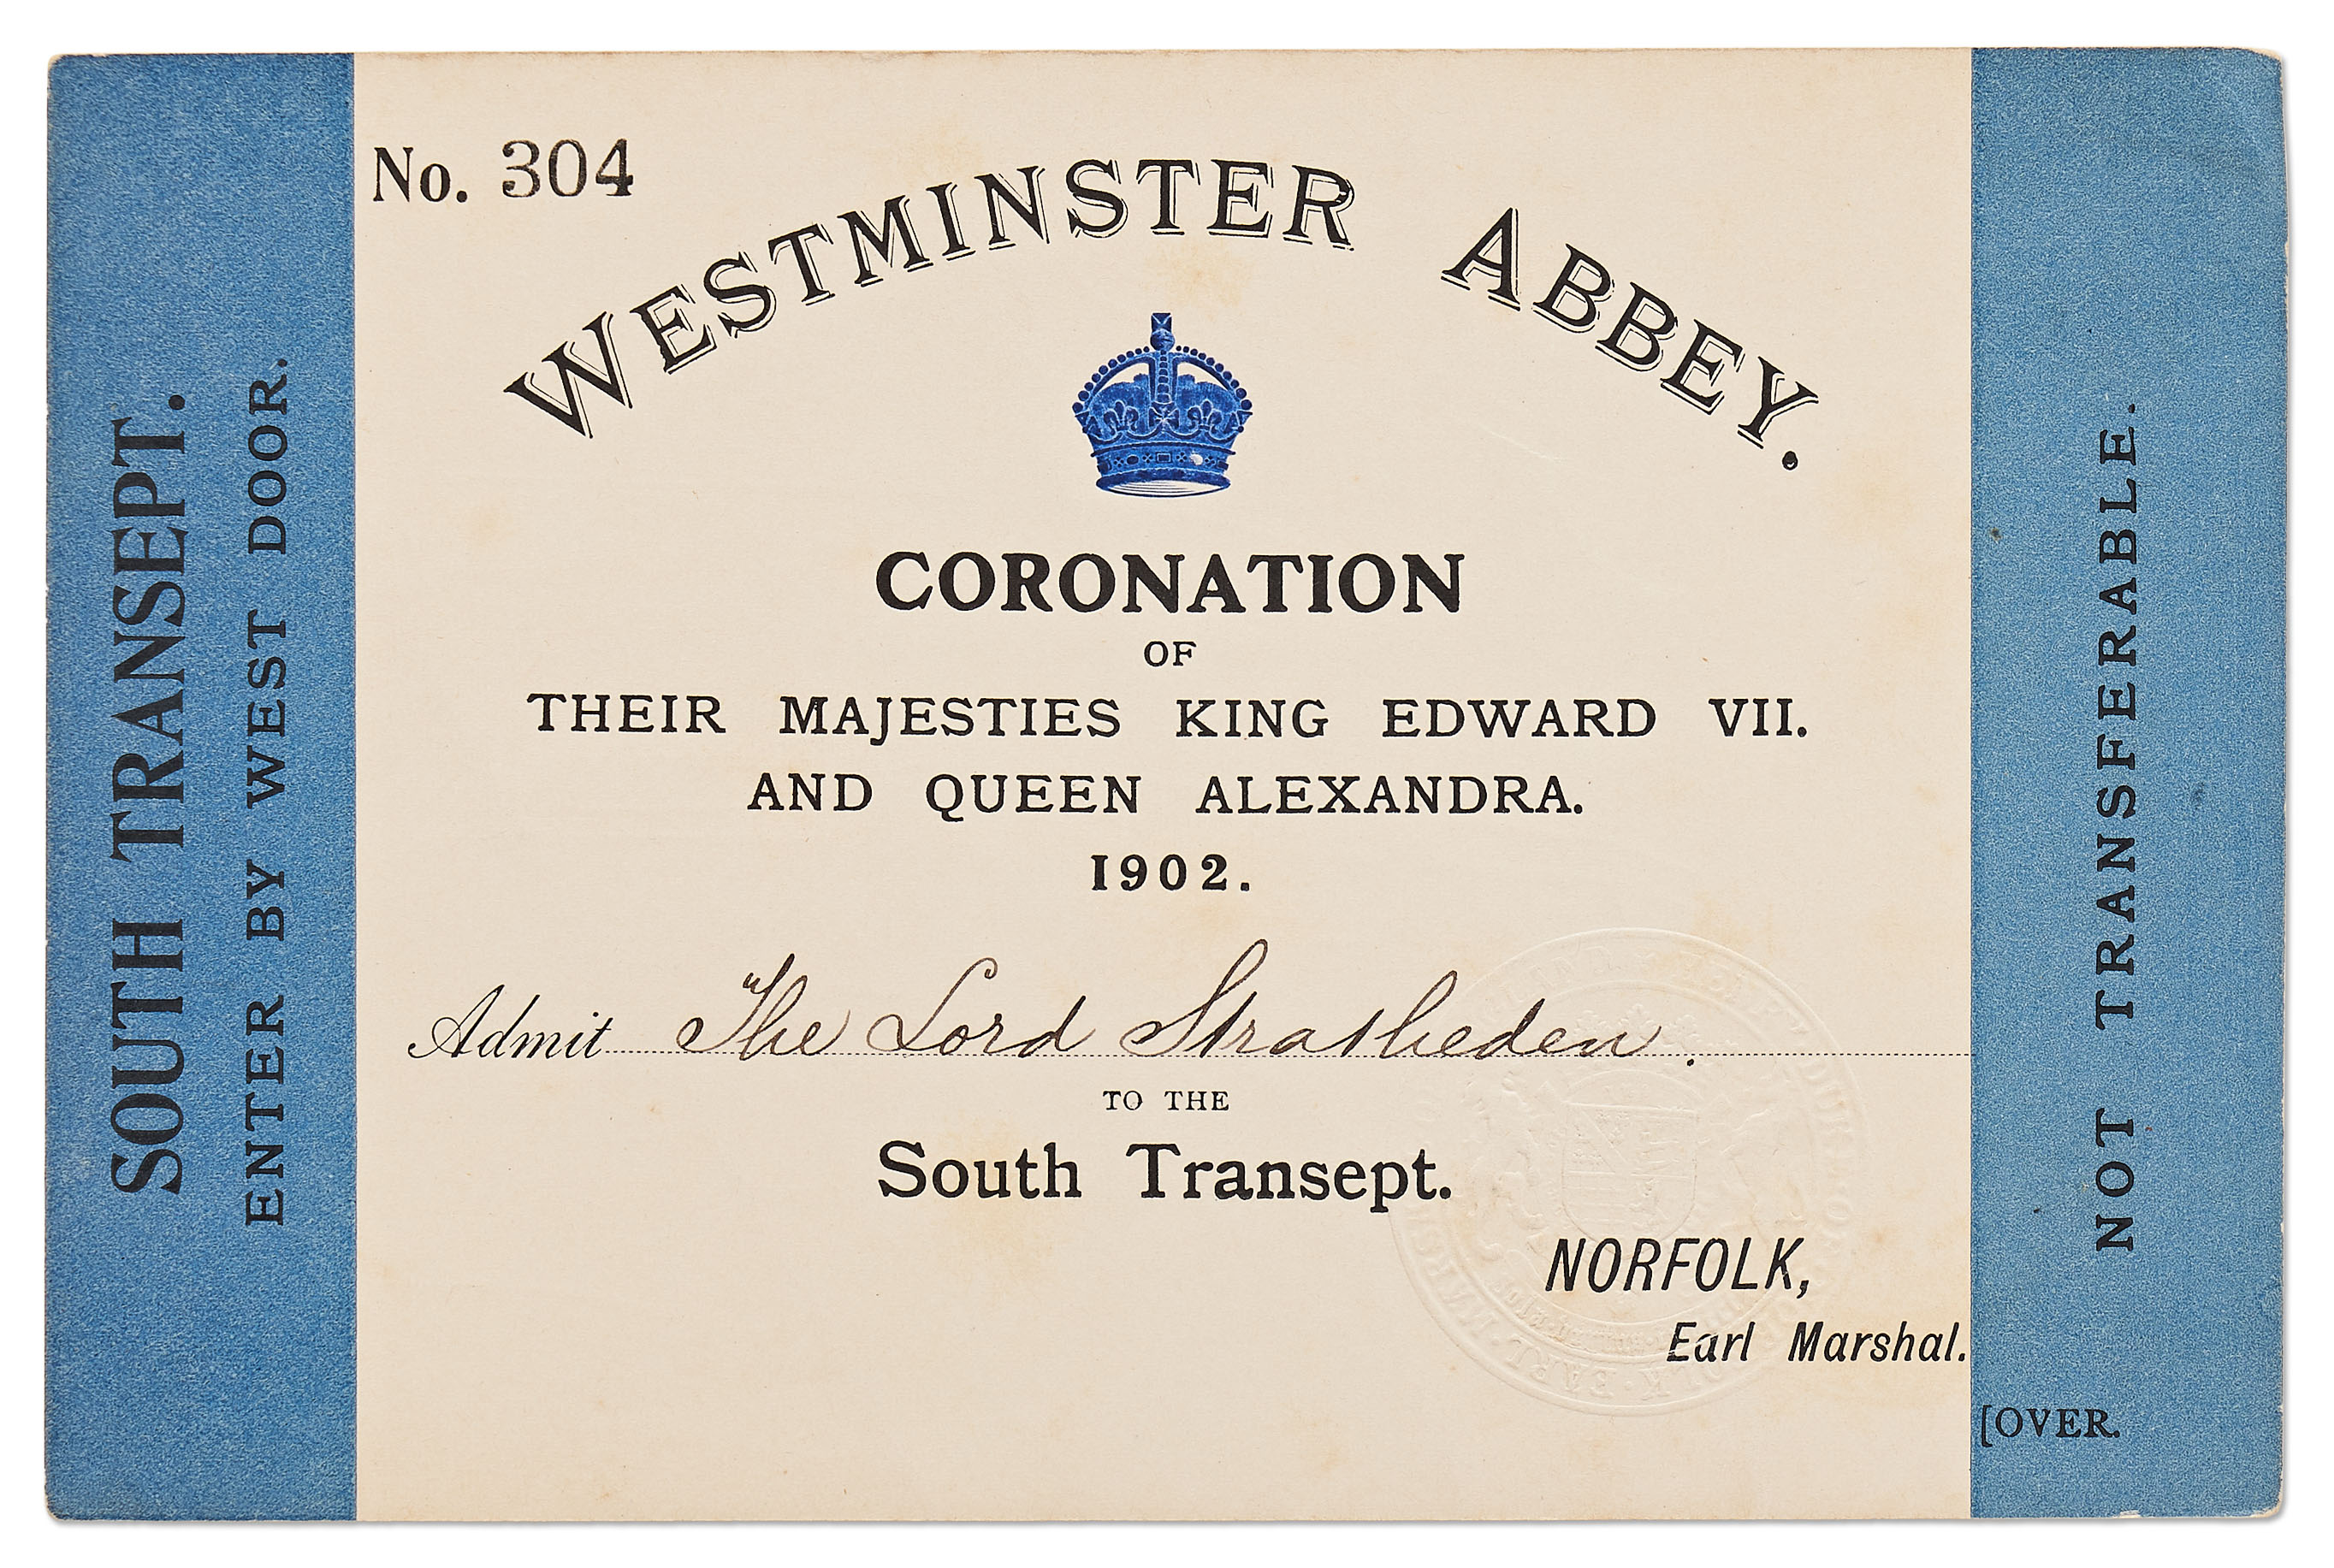 No. 304
WESTMINSTER ABBEY.
CORONATION
OF
THEIR MAJESTIES KING EDWARD VII.
AND QUEEN ALEXANDRA.
1902.
Admit The Lord Stratheden.
TO THE
South Transept.
NORFOLK,
Earl Marshal.
[OVER.
SOUTH TRANSEPT.
ENTER BY WEST DOOR.
NOT TRANSFERABLE.